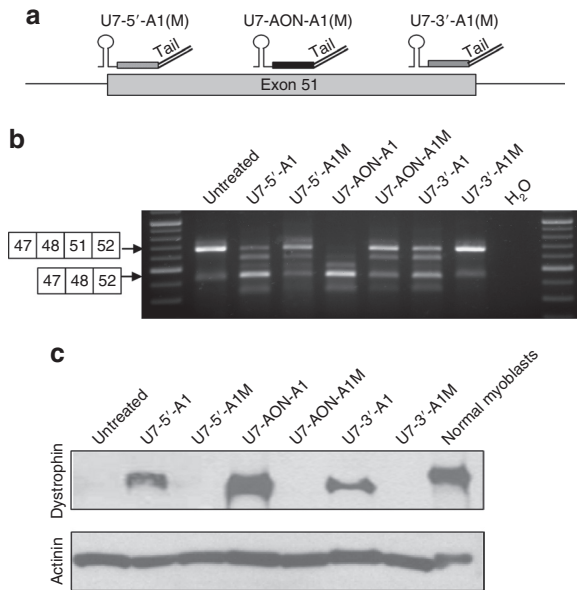 a
U7-5′-A1(M) U7-AON-A1(M) U7-3′-A1(M)
Tail Tail Tail
Exon 51
b
Untreated U7-5′-A1 U7-5′-A1M U7-AON-A1 U7-AON-A1M U7-3′-A1 U7-3′-A1M H₂O
47 48 51 52
47 48 52
c
Untreated U7-5′-A1 U7-5′-A1M U7-AON-A1 U7-AON-A1M U7-3′-A1 U7-3′-A1M Normal myoblasts
Dystrophin
Actinin